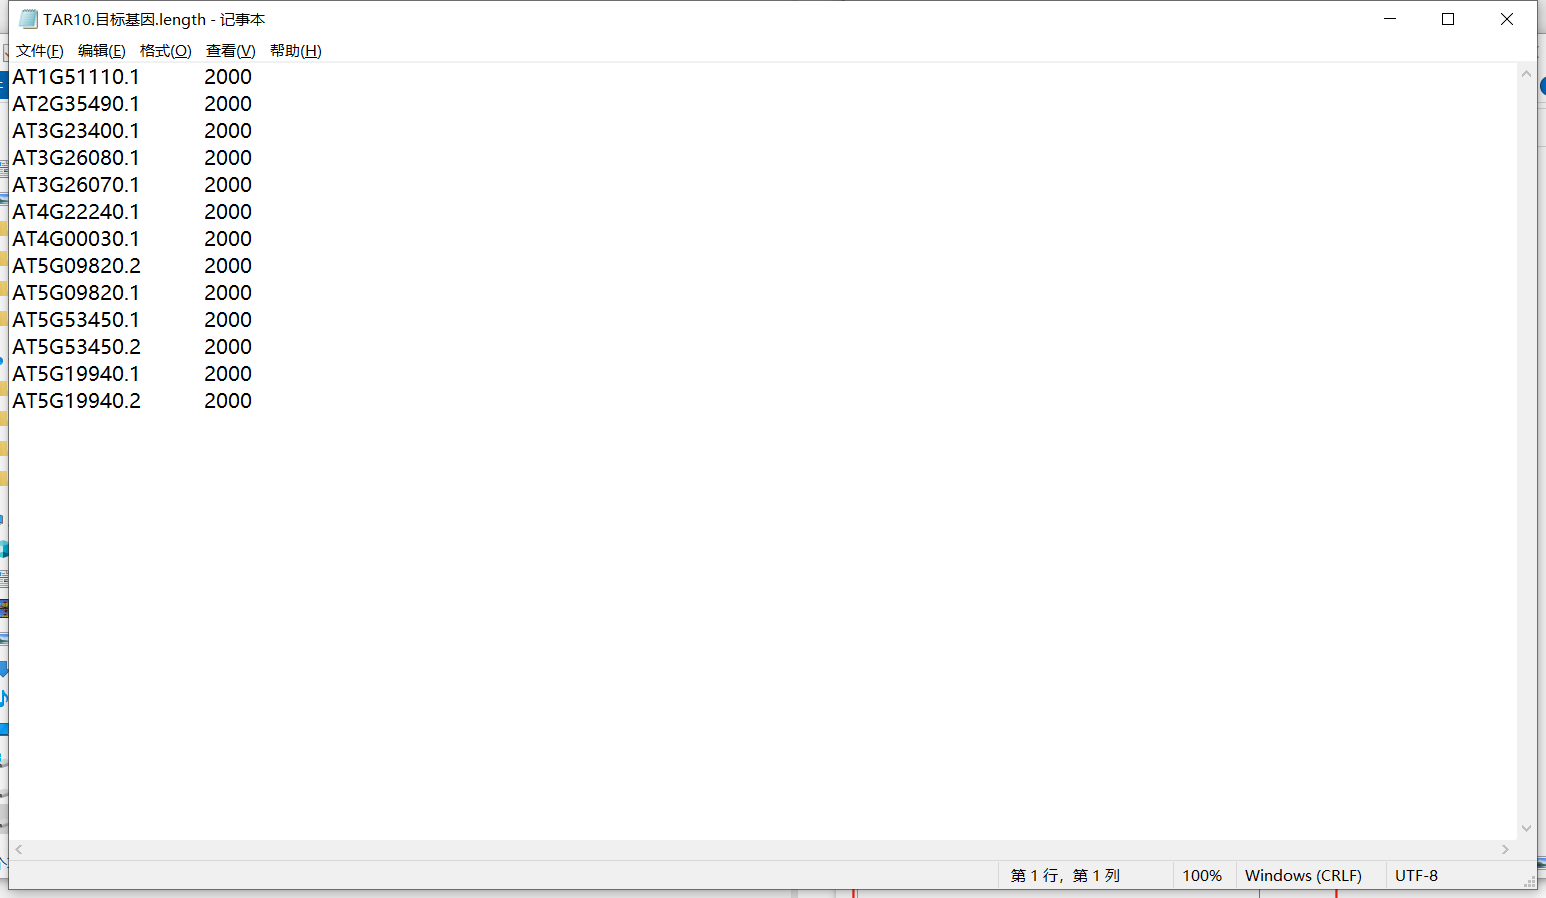 TAR10.目标基因.length - 记事本
文件(F) 编辑(E) 格式(O) 查看(V) 帮助(H)
AT1G51110.1 2000
AT2G35490.1 2000
AT3G23400.1 2000
AT3G26080.1 2000
AT3G26070.1 2000
AT4G22240.1 2000
AT4G00030.1 2000
AT5G09820.2 2000
AT5G09820.1 2000
AT5G53450.1 2000
AT5G53450.2 2000
AT5G19940.1 2000
AT5G19940.2 2000
第 1 行，第 1 列 100% Windows (CRLF) UTF-8